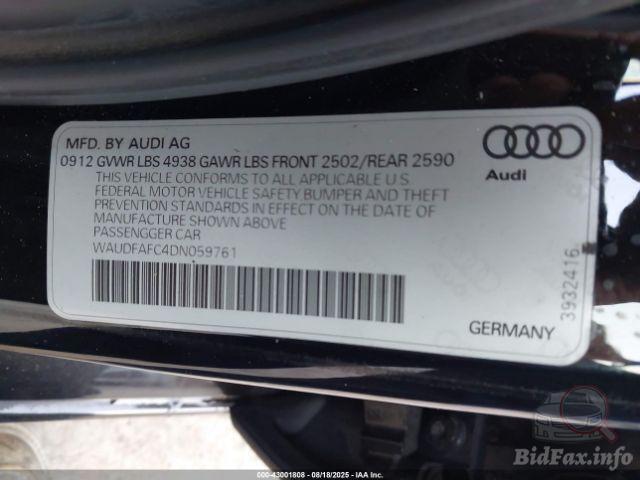 MFD. BY AUDI AG
0912 GVWR LBS 4938 GAWR LBS FRONT 2502/REAR 2590
THIS VEHICLE CONFORMS TO ALL APPLICABLE U.S.
FEDERAL MOTOR VEHICLE SAFETY BUMPER AND THEFT
PREVENTION STANDARDS IN EFFECT ON THE DATE OF
MANUFACTURE SHOWN ABOVE
PASSENGGER CAR
WAUDFAFC4DN059761
Audi
3932416
GERMANY
BidFax.info
000-43001808 - 08/18/2025 - IAA Inc.